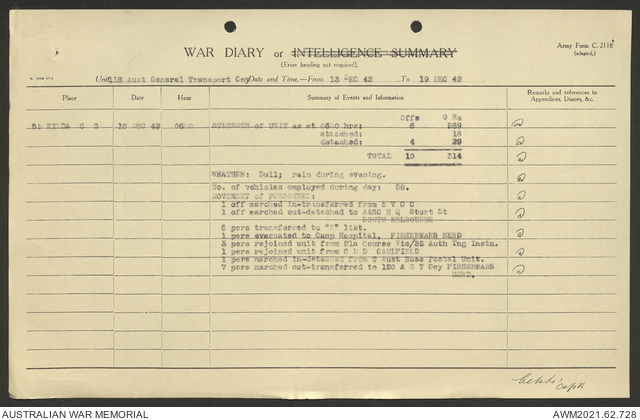 WAR DIARY or INTELLIGENCE SUMMARY
Army Form C. 2118
(adapted.)
(Erase heading not required).
Unit 118 Aust General Transport Coy Date and Time.—From 13 DEC 42 To 19 DEC 42
Place Date Hour Summary of Events and Information Remarks and references to
Appendices, Diaries, &c.
Offs O Rs
St KILDA C G 18 DEC 42 0600 STRENGTH of UNIT as at 0600 hrs: 6 269
attached: 16
detached: 4 29
TOTAL 10 314
WEATHER: Dull; rain during evening.
No. of vehicles employed during day: 58.
MOVEMENT of PERSONNEL:
1 off marched in-transferred from S V C C
1 off marched out-detached to AASC H Q Sturt St
SOUTH MELBOURNE
6 pers transferred to "X" list.
1 pers evacuated to Camp Hospital, FISHERMANS BEND
3 pers rejoined unit from 21a Course Vic/32 Auth Tng Instn.
1 pers rejoined unit from G D D CAULFIELD
1 pers marched in-detached from 7 Aust Base Postal Unit.
7 pers marched out-transferred to 120 A G T Coy FISHERMANS
BEND.
Capt
AUSTRALIAN WAR MEMORIAL
AWM2021.62.728